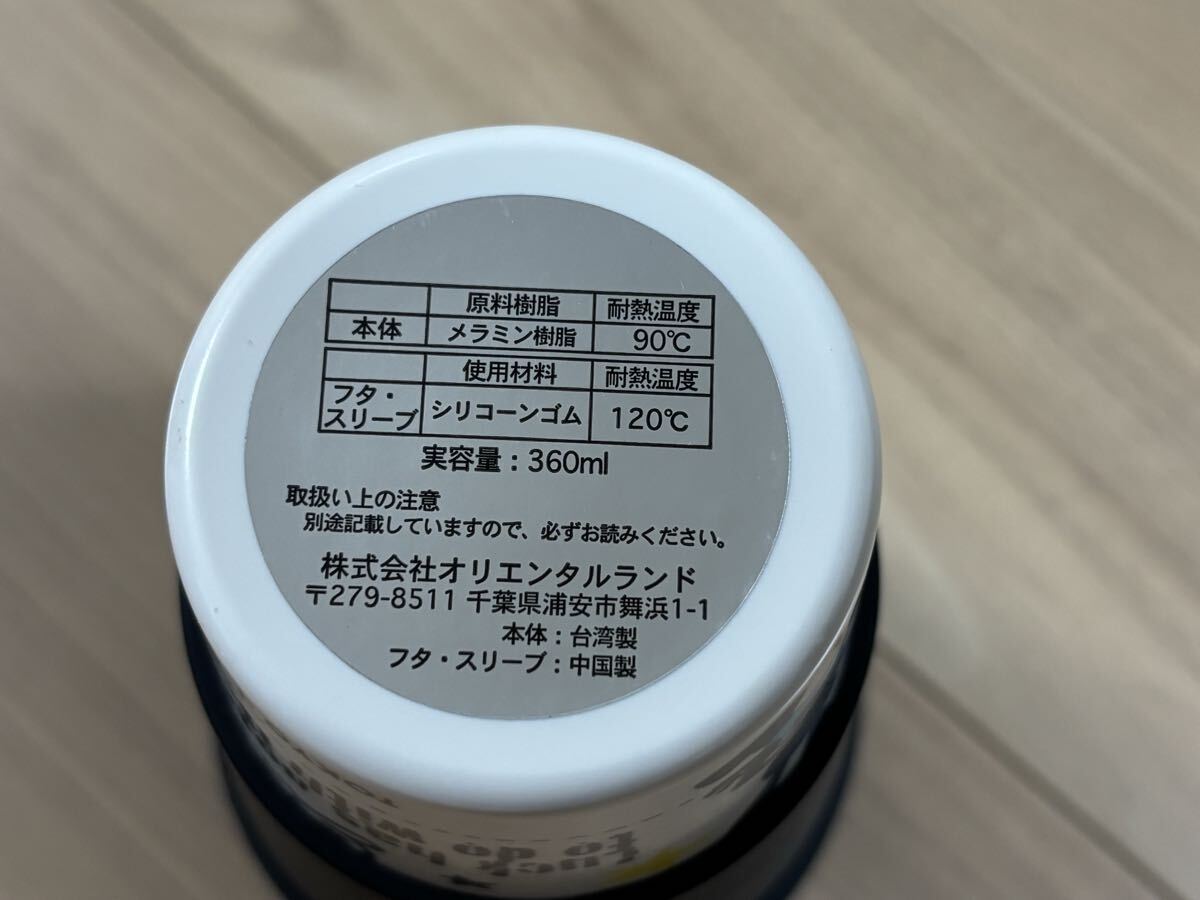 原料樹脂 耐熱温度
本体 メラミン樹脂 90℃
使用材料 耐熱温度
フタ・
スリーブ シリコーンゴム 120℃
実容量：360ml
取扱い上の注意
別途記載していますので、必ずお読みください。
株式会社オリエンタルランド
〒279-8511 千葉県浦安市舞浜1-1
本体：台湾製
フタ・スリーブ：中国製
to do with
luck has